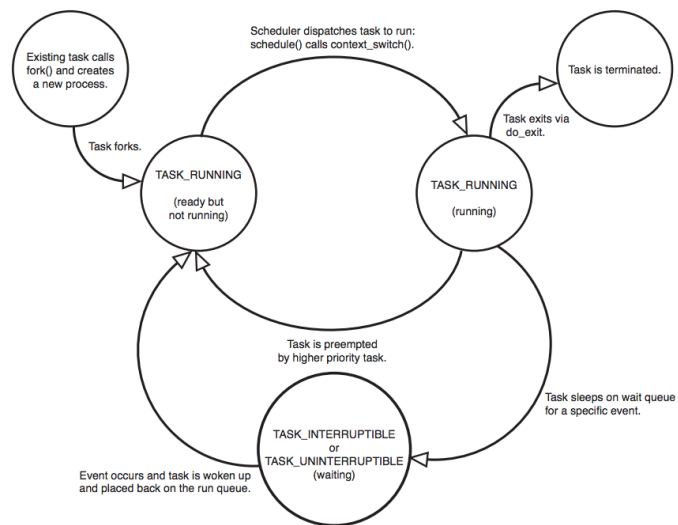 Scheduler dispatches task to run:
schedule() calls context_switch().
Existing task calls
fork() and creates
a new process.
Task is terminated.
Task exits via
do_exit.
Task forks.
TASK_RUNNING
(ready but
not running)
TASK_RUNNING
(running)
Task is preempted
by higher priority task.
Task sleeps on wait queue
for a specific event.
TASK_INTERRUPTIBLE
or
TASK_UNINTERRUPTIBLE
(waiting)
Event occurs and task is woken up
and placed back on the run queue.